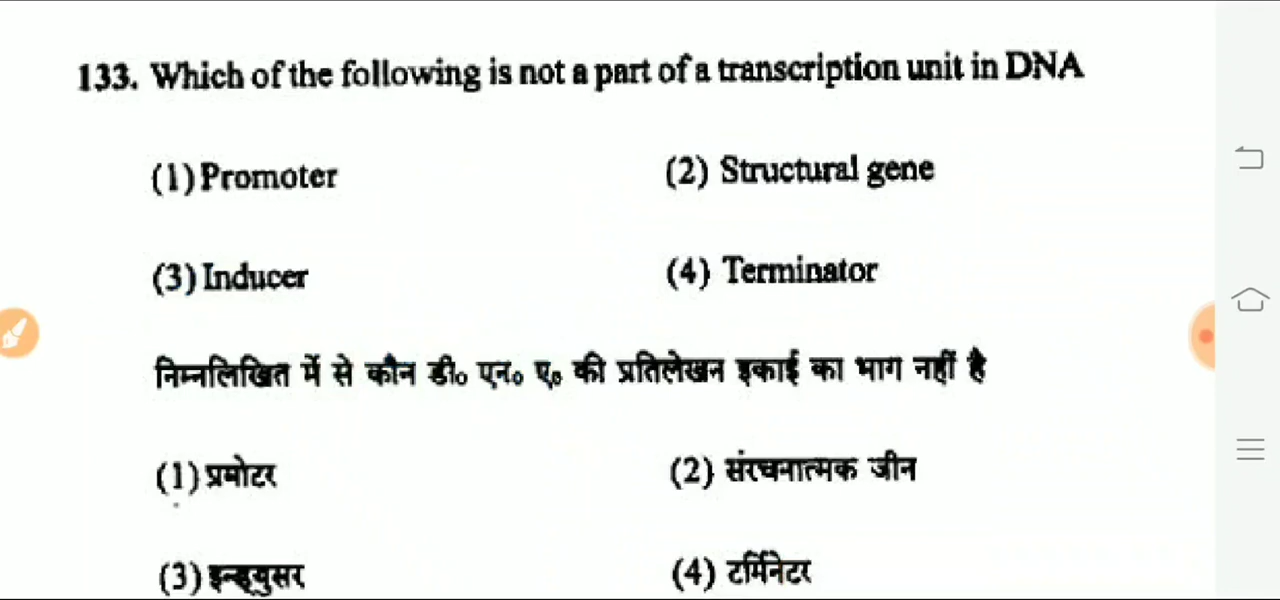 133. Which of the following is not a part of a transcription unit in DNA
(1) Promoter (2) Structural gene
(3) Inducer (4) Terminator
निम्नलिखित में से कौन डी० एन० ए० की प्रतिलेखन इकाई का भाग नहीं है
(1) प्रमोटर (2) संरचनात्मक जीन
(3) इन्ड्युसर (4) टर्मिनेटर